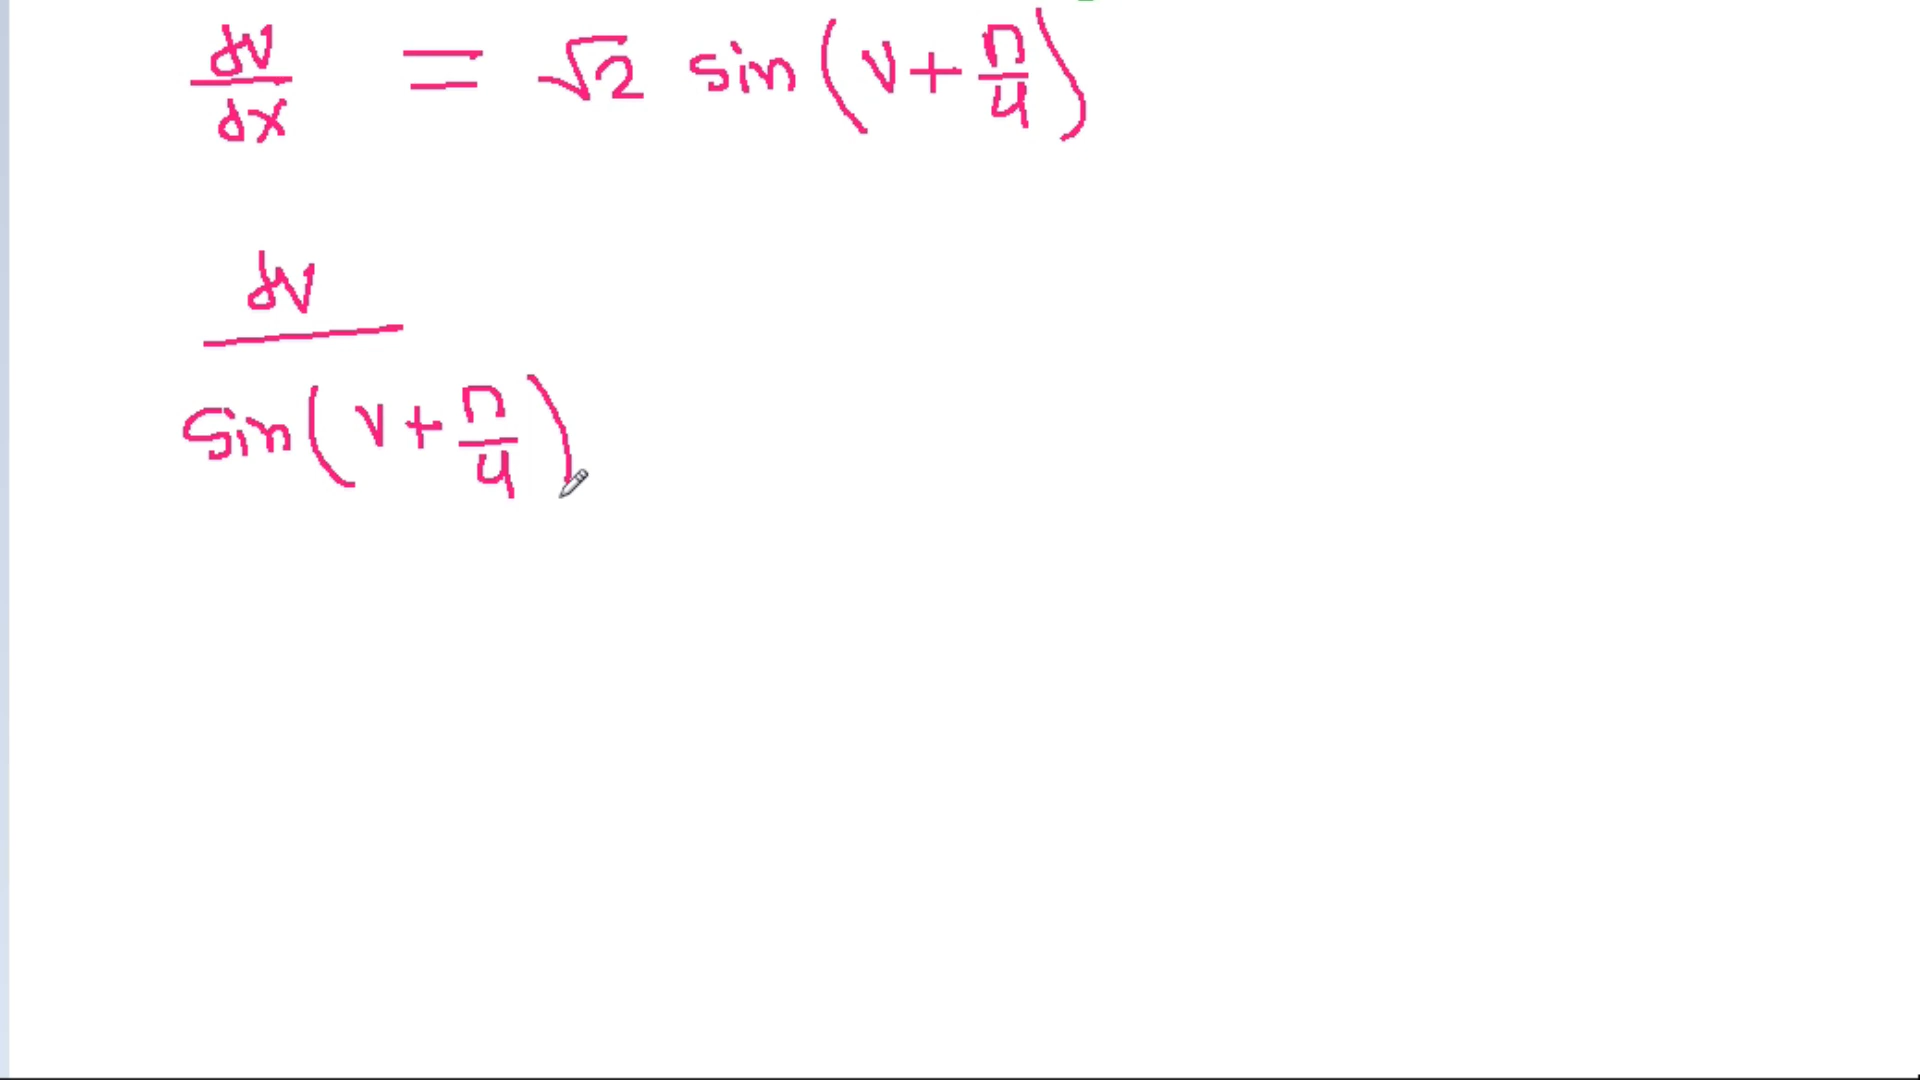 dv/dx = √2 sin(v + π/4)
dv/sin(v + π/4)